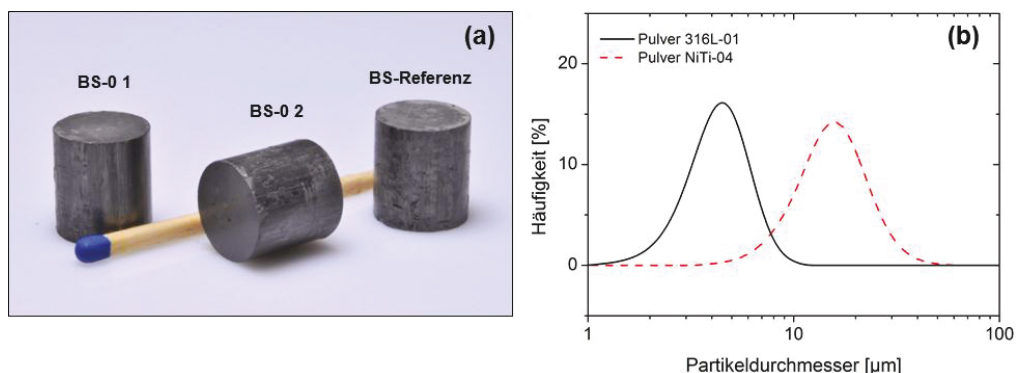 (a)
BS-0 1
BS-0 2
BS-Referenz
(b)
Pulver 316L-01
Pulver NiTi-04
20
10
0
Häufigkeit [%]
1
10
100
Partikeldurchmesser [µm]